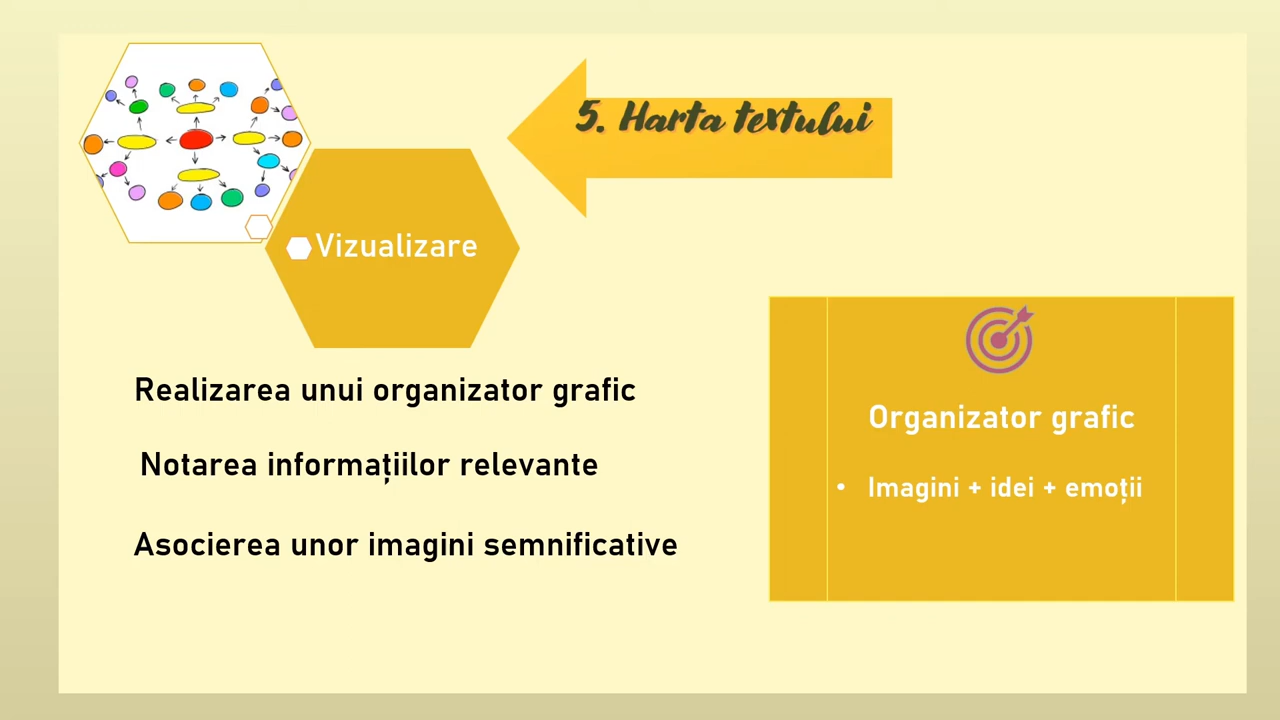 5. Harta textului
Vizualizare
Realizarea unui organizator grafic
Notarea informațiilor relevante
Asocierea unor imagini semnificative
Organizator grafic
• Imagini + idei + emoții